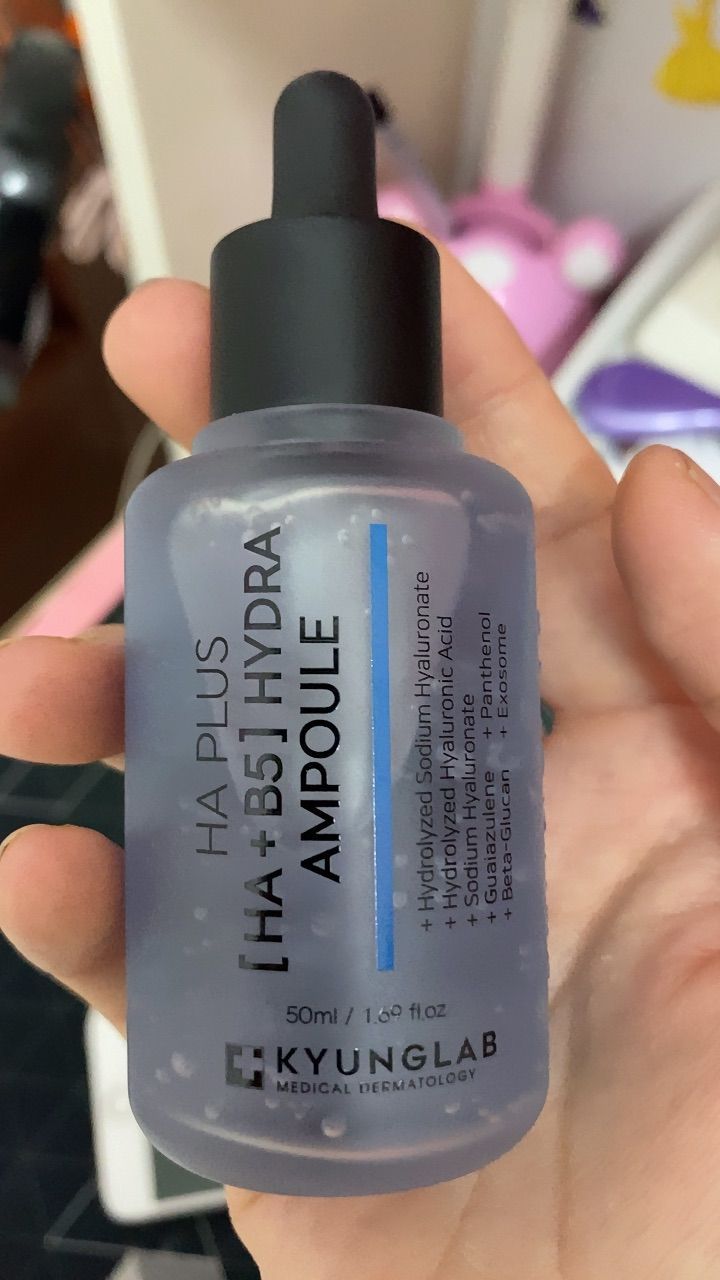 HA PLUS
[HA + B5] HYDRA
AMPOULE
+ Hydrolyzed Sodium Hyaluronate
+ Hydrolyzed Hyaluronic Acid
+ Sodium Hyaluronate
+ Guaiazulene + Panthenol
+ Beta-Glucan + Exosome
50ml / 1.69 fl.oz
KYUNGLAB
MEDICAL DERMATOLOGY